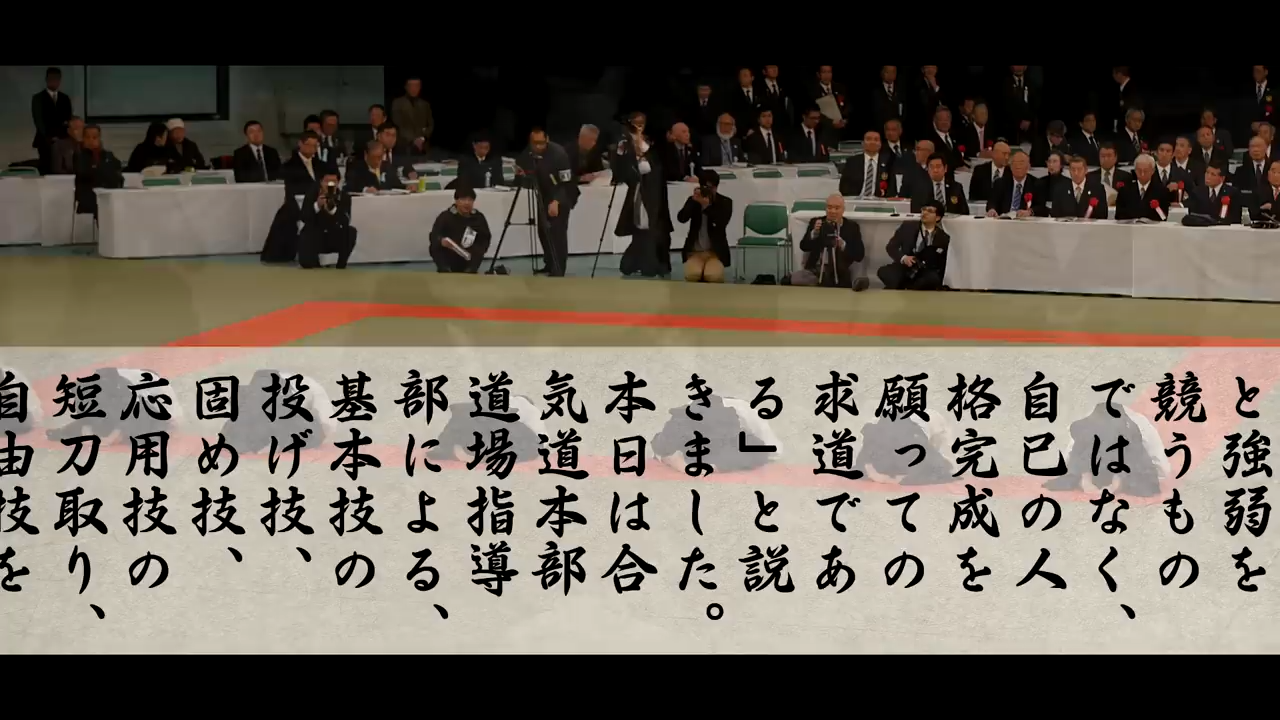 と強弱を
競うもの
ではなく、
自己の人
格完成を
願っての
求道であ
る」と説
きました。
本日は合
気道本部
道場指導
部による、
基本技の
投げ技、
固め技、
応用技の
短刀取り、
自由技を